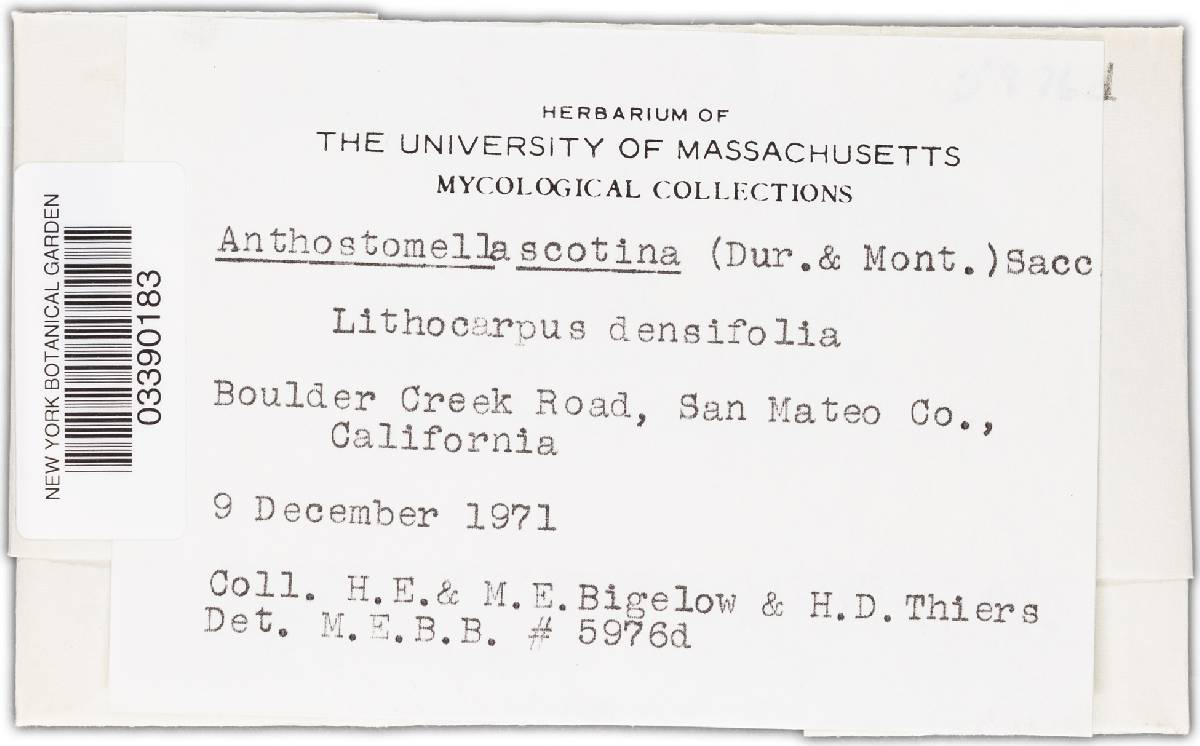 HERBARIUM OF
THE UNIVERSITY OF MASSACHUSETTS
MYCOLOGICAL COLLECTIONS
Anthostomella scotina (Dur.& Mont.)Sacc
Lithocarpus densifolia
Boulder Creek Road, San Mateo Co.,
California
9 December 1971
Coll. H.E.& M.E.Bigelow & H.D.Thiers
Det. M.E.B.B. # 5976d
NEW YORK BOTANICAL GARDEN
03390183